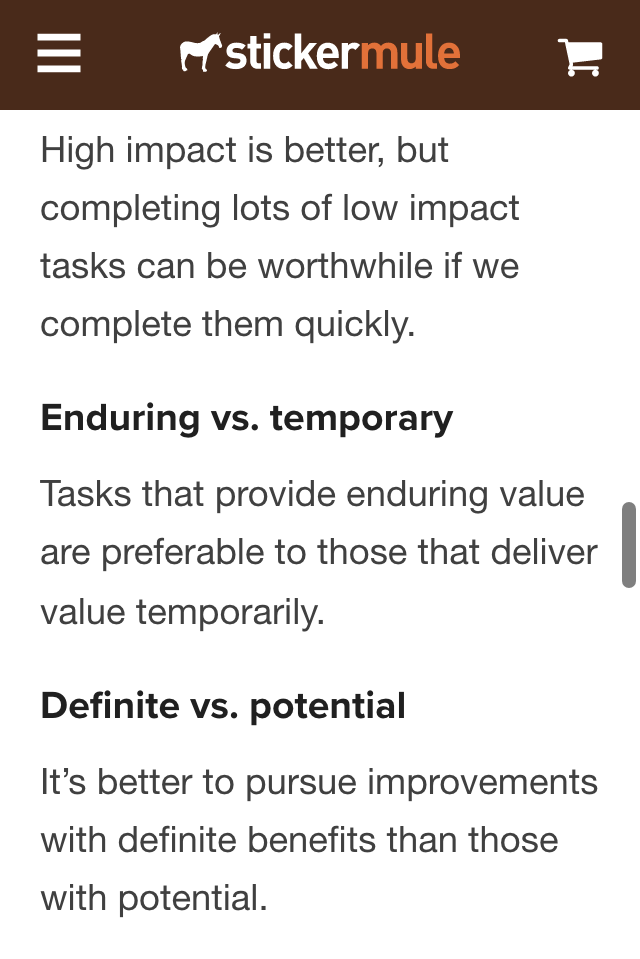 stickermule
High impact is better, but
completing lots of low impact
tasks can be worthwhile if we
complete them quickly.
Enduring vs. temporary
Tasks that provide enduring value
are preferable to those that deliver
value temporarily.
Definite vs. potential
It’s better to pursue improvements
with definite benefits than those
with potential.